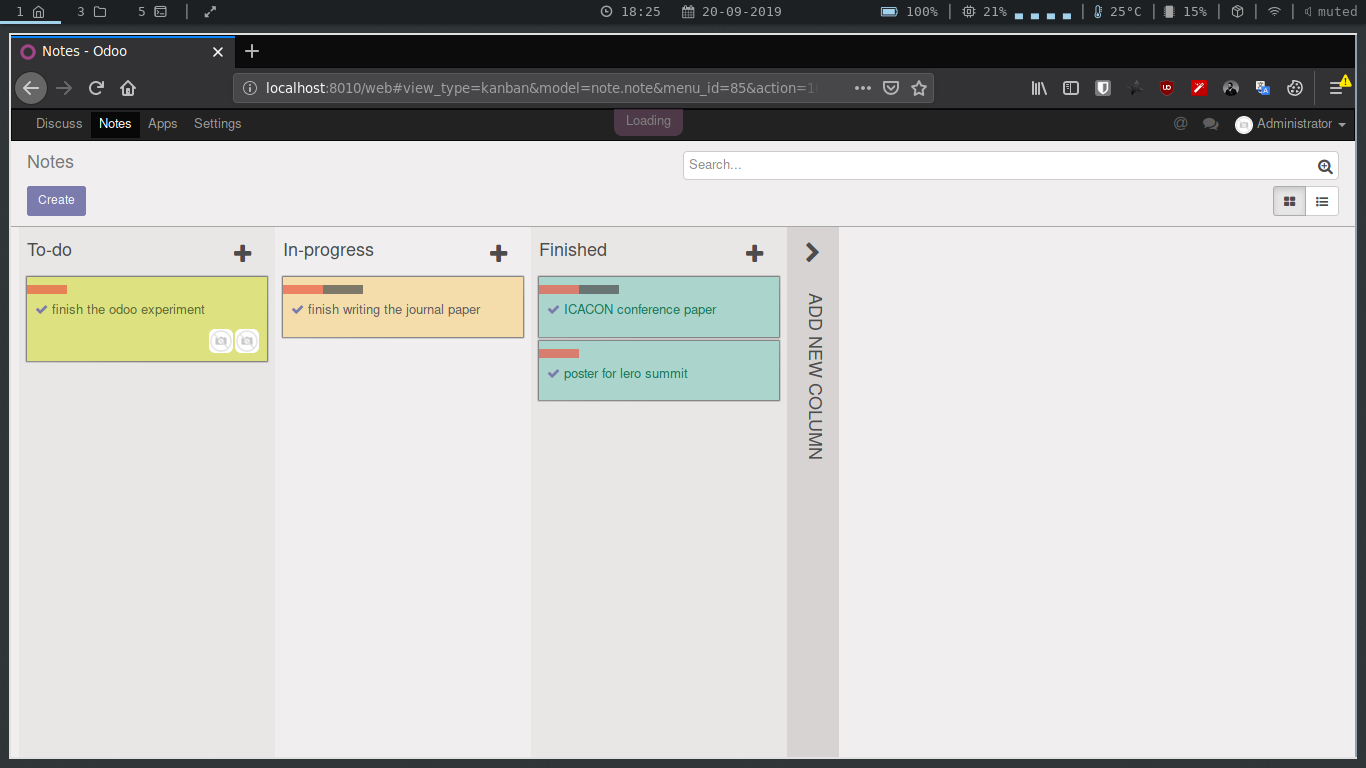 1 3 5 18:25 20-09-2019 100% 21% 25°C 15% muted
Notes - Odoo
localhost:8010/web#view_type=kanban&model=note.note&menu_id=85&action=1
Discuss Notes Apps Settings Loading @ Administrator
Notes
Search...
Create
To-do In-progress Finished
finish the odoo experiment
finish writing the journal paper
ICACON conference paper
poster for lero summit
ADD NEW COLUMN